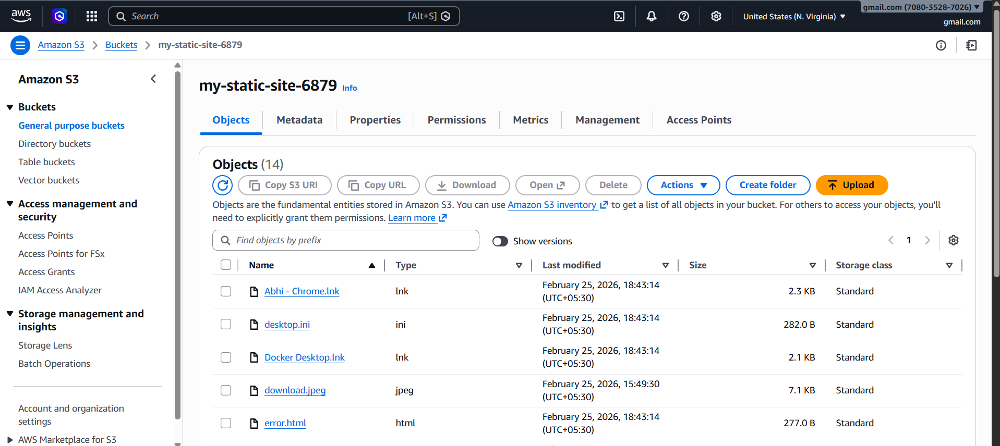 aws
Search
[Alt+S]
United States (N. Virginia)
gmail.com (7080-3528-7026)
gmail.com
Amazon S3
Buckets
my-static-site-6879
Amazon S3
Buckets
General purpose buckets
Directory buckets
Table buckets
Vector buckets
Access management and
security
Access Points
Access Points for FSx
Access Grants
IAM Access Analyzer
Storage management and
insights
Storage Lens
Batch Operations
Account and organization
settings
AWS Marketplace for S3
my-static-site-6879 Info
Objects
Metadata
Properties
Permissions
Metrics
Management
Access Points
Objects (14)
Copy S3 URI
Copy URL
Download
Open
Delete
Actions
Create folder
Upload
Objects are the fundamental entities stored in Amazon S3. You can use Amazon S3 inventory to get a list of all objects in your bucket. For others to access your objects, you'll
need to explicitly grant them permissions. Learn more
Find objects by prefix
Show versions
1
Name Type Last modified Size Storage class
Abhi - Chrome.lnk lnk February 25, 2026, 18:43:14 2.3 KB Standard
(UTC+05:30)
desktop.ini ini February 25, 2026, 18:43:14 282.0 B Standard
(UTC+05:30)
Docker Desktop.lnk lnk February 25, 2026, 18:43:14 2.1 KB Standard
(UTC+05:30)
download.jpeg jpeg February 25, 2026, 15:49:30 7.1 KB Standard
(UTC+05:30)
error.html html February 25, 2026, 18:43:14 277.0 B Standard
(UTC+05:30)